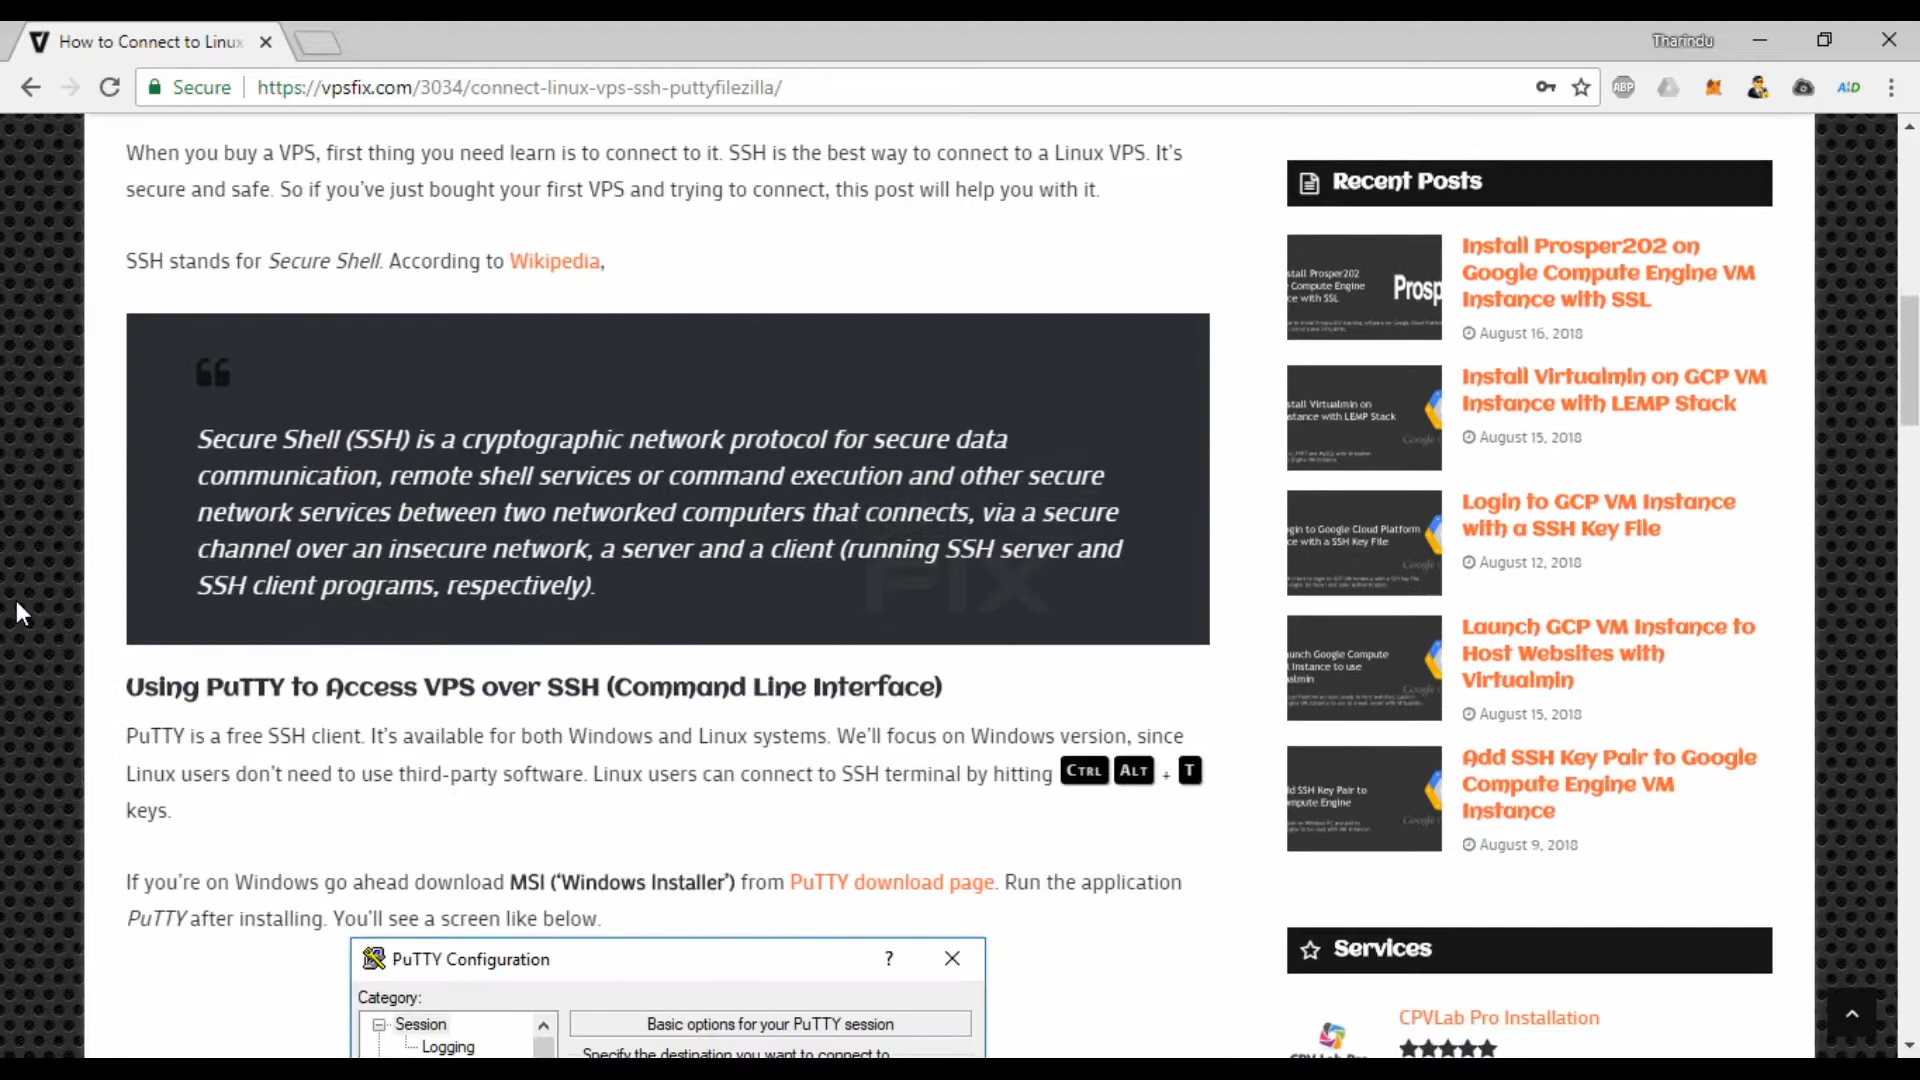 How to Connect to Linux
Tharindu
Secure
https://vpsfix.com/3034/connect-linux-vps-ssh-puttyfilezilla/
ABP
When you buy a VPS, first thing you need learn is to connect to it. SSH is the best way to connect to a Linux VPS. It's
secure and safe. So if you've just bought your first VPS and trying to connect, this post will help you with it.
SSH stands for Secure Shell. According to Wikipedia,
Secure Shell (SSH) is a cryptographic network protocol for secure data
communication, remote shell services or command execution and other secure
network services between two networked computers that connects, via a secure
channel over an insecure network, a server and a client (running SSH server and
SSH client programs, respectively).
FIX
Using PuTTY to Access VPS over SSH (Command Line Interface)
PuTTY is a free SSH client. It's available for both Windows and Linux systems. We'll focus on Windows version, since
Linux users don't need to use third-party software. Linux users can connect to SSH terminal by hitting CTRL ALT + T
keys.
If you're on Windows go ahead download MSI ('Windows Installer') from PuTTY download page. Run the application
PuTTY after installing. You'll see a screen like below.
PuTTY Configuration
?
Category:
Session
Logging
Basic options for your PuTTY session
Specify the destination you want to connect to
Recent Posts
Install Prosper202 on
Google Compute Engine VM
Instance with SSL
August 16, 2018
Install Virtualmin on GCP VM
Instance with LEMP Stack
August 15, 2018
Login to GCP VM Instance
with a SSH Key File
August 12, 2018
Launch GCP VM Instance to
Host Websites with
Virtualmin
August 15, 2018
Add SSH Key Pair to Google
Compute Engine VM
Instance
August 9, 2018
Services
CPVLab Pro Installation